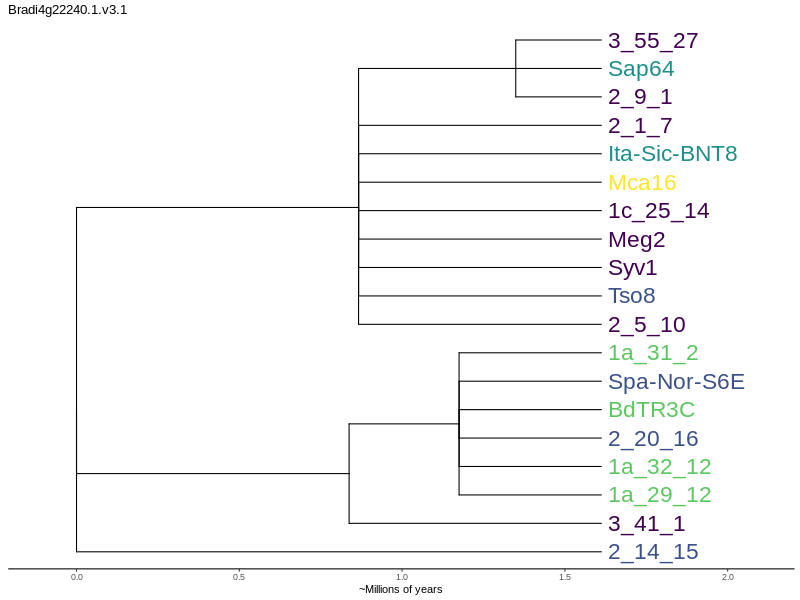 Bradi4g22240.1.v3.1
3_55_27
Sap64
2_9_1
2_1_7
Ita-Sic-BNT8
Mca16
1c_25_14
Meg2
Syv1
Tso8
2_5_10
1a_31_2
Spa-Nor-S6E
BdTR3C
2_20_16
1a_32_12
1a_29_12
3_41_1
2_14_15
0.0 0.5 1.0 1.5 2.0
~Millions of years